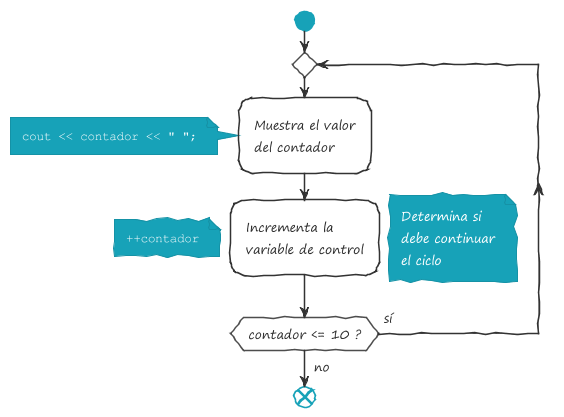 cout << contador << " ";
Muestra el valor
del contador
++contador
Incrementa la
variable de control
Determina si
debe continuar
el ciclo
contador <= 10 ?
sí
no